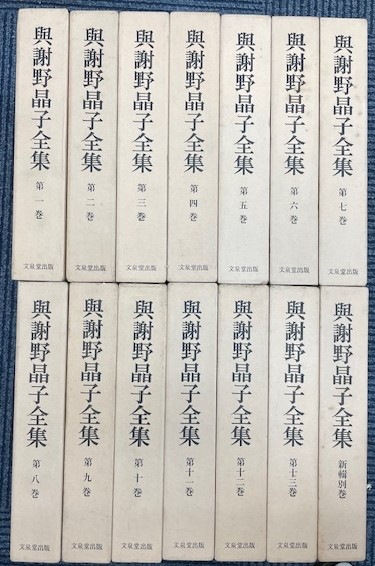 與謝野晶子全集 第一巻 文泉堂出版
與謝野晶子全集 第二巻 文泉堂出版
與謝野晶子全集 第三巻 文泉堂出版
與謝野晶子全集 第四巻 文泉堂出版
與謝野晶子全集 第五巻 文泉堂出版
與謝野晶子全集 第六巻 文泉堂出版
與謝野晶子全集 第七巻 文泉堂出版
與謝野晶子全集 第八巻 文泉堂出版
與謝野晶子全集 第九巻 文泉堂出版
與謝野晶子全集 第十巻 文泉堂出版
與謝野晶子全集 第十一巻 文泉堂出版
與謝野晶子全集 第十二巻 文泉堂出版
與謝野晶子全集 第十三巻 文泉堂出版
與謝野晶子全集 新輯別巻 文泉堂出版